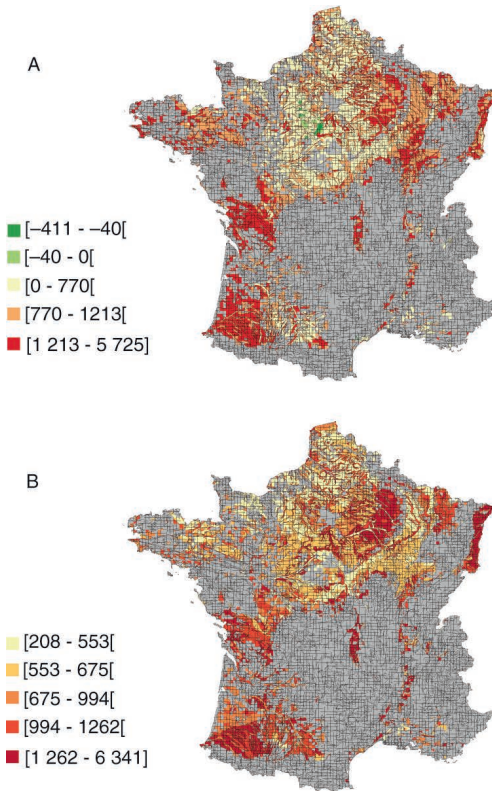 A
[–411 - –40[
[–40 - 0[
[0 - 770[
[770 - 1213[
[1 213 - 5 725]
B
[208 - 553[
[553 - 675[
[675 - 994[
[994 - 1262[
[1 262 - 6 341]